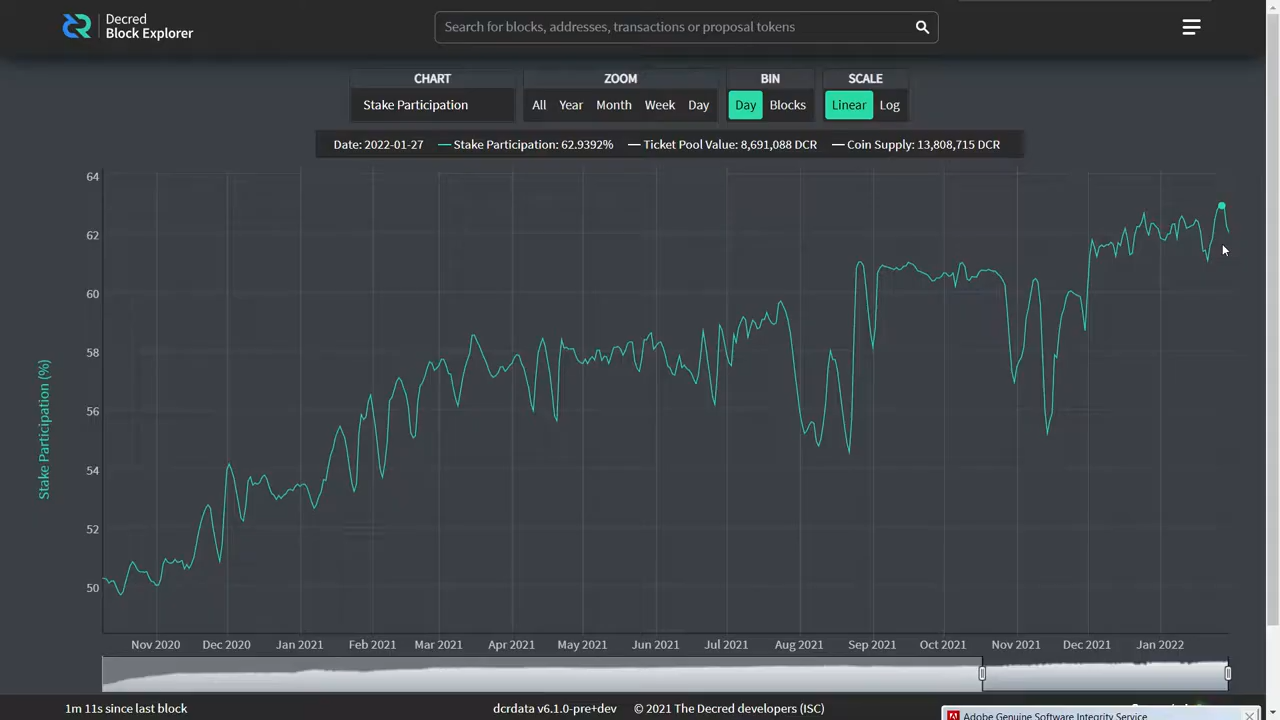 Decred
Block Explorer
Search for blocks, addresses, transactions or proposal tokens
CHART ZOOM BIN SCALE
Stake Participation All Year Month Week Day Day Blocks Linear Log
Date: 2022-01-27 Stake Participation: 62.9392% Ticket Pool Value: 8,691,088 DCR Coin Supply: 13,808,715 DCR
64
62
60
58
56
54
52
50
Stake Participation (%)
Nov 2020 Dec 2020 Jan 2021 Feb 2021 Mar 2021 Apr 2021 May 2021 Jun 2021 Jul 2021 Aug 2021 Sep 2021 Oct 2021 Nov 2021 Dec 2021 Jan 2022
1m 11s since last block dcrdata v6.1.0-pre+dev © 2021 The Decred developers (ISC)
Adobe Genuine Software Integrity Service